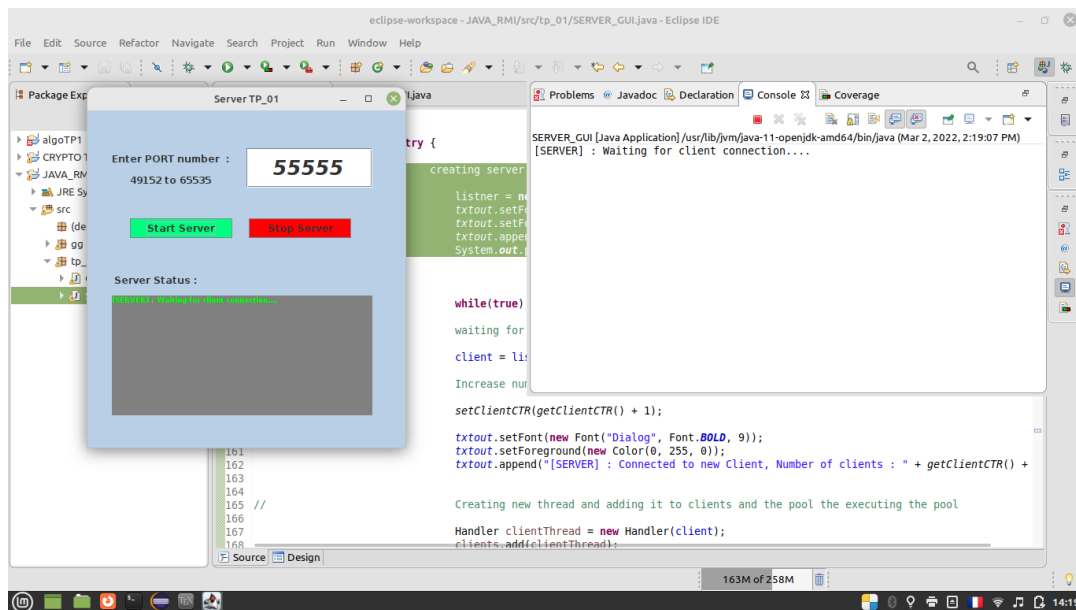 eclipse-workspace - JAVA_RMI/src/tp_01/SERVER_GUI.java - Eclipse IDE
File Edit Source Refactor Navigate Search Project Run Window Help
Package Exp
algoTP1
CRYPTO T
JAVA_RM
JRE Sy
src
(de
gg
tp_
Server TP_01
Enter PORT number :
49152 to 65535
55555
Start Server
Stop Server
Server Status :
[SERVER] : Waiting for client connection....
I.java
try {
creating server
listner = ne
txtout.setFo
txtout.setFo
txtout.appen
System.out.p
while(true)
waiting for
client = lis
Increase num
setClientCTR(getClientCTR() + 1);
txtout.setFont(new Font("Dialog", Font.BOLD, 9));
txtout.setForeground(new Color(0, 255, 0));
161
162 txtout.append("[SERVER] : Connected to new Client, Number of clients : " + getClientCTR() +
163
164
165 // Creating new thread and adding it to clients and the pool the executing the pool
166
167 Handler clientThread = new Handler(client);
168 clients.add(clientThread);
Source Design
Problems Javadoc Declaration Console Coverage
SERVER_GUI [Java Application] /usr/lib/jvm/java-11-openjdk-amd64/bin/java (Mar 2, 2022, 2:19:07 PM)
[SERVER] : Waiting for client connection....
163M of 258M
14:19